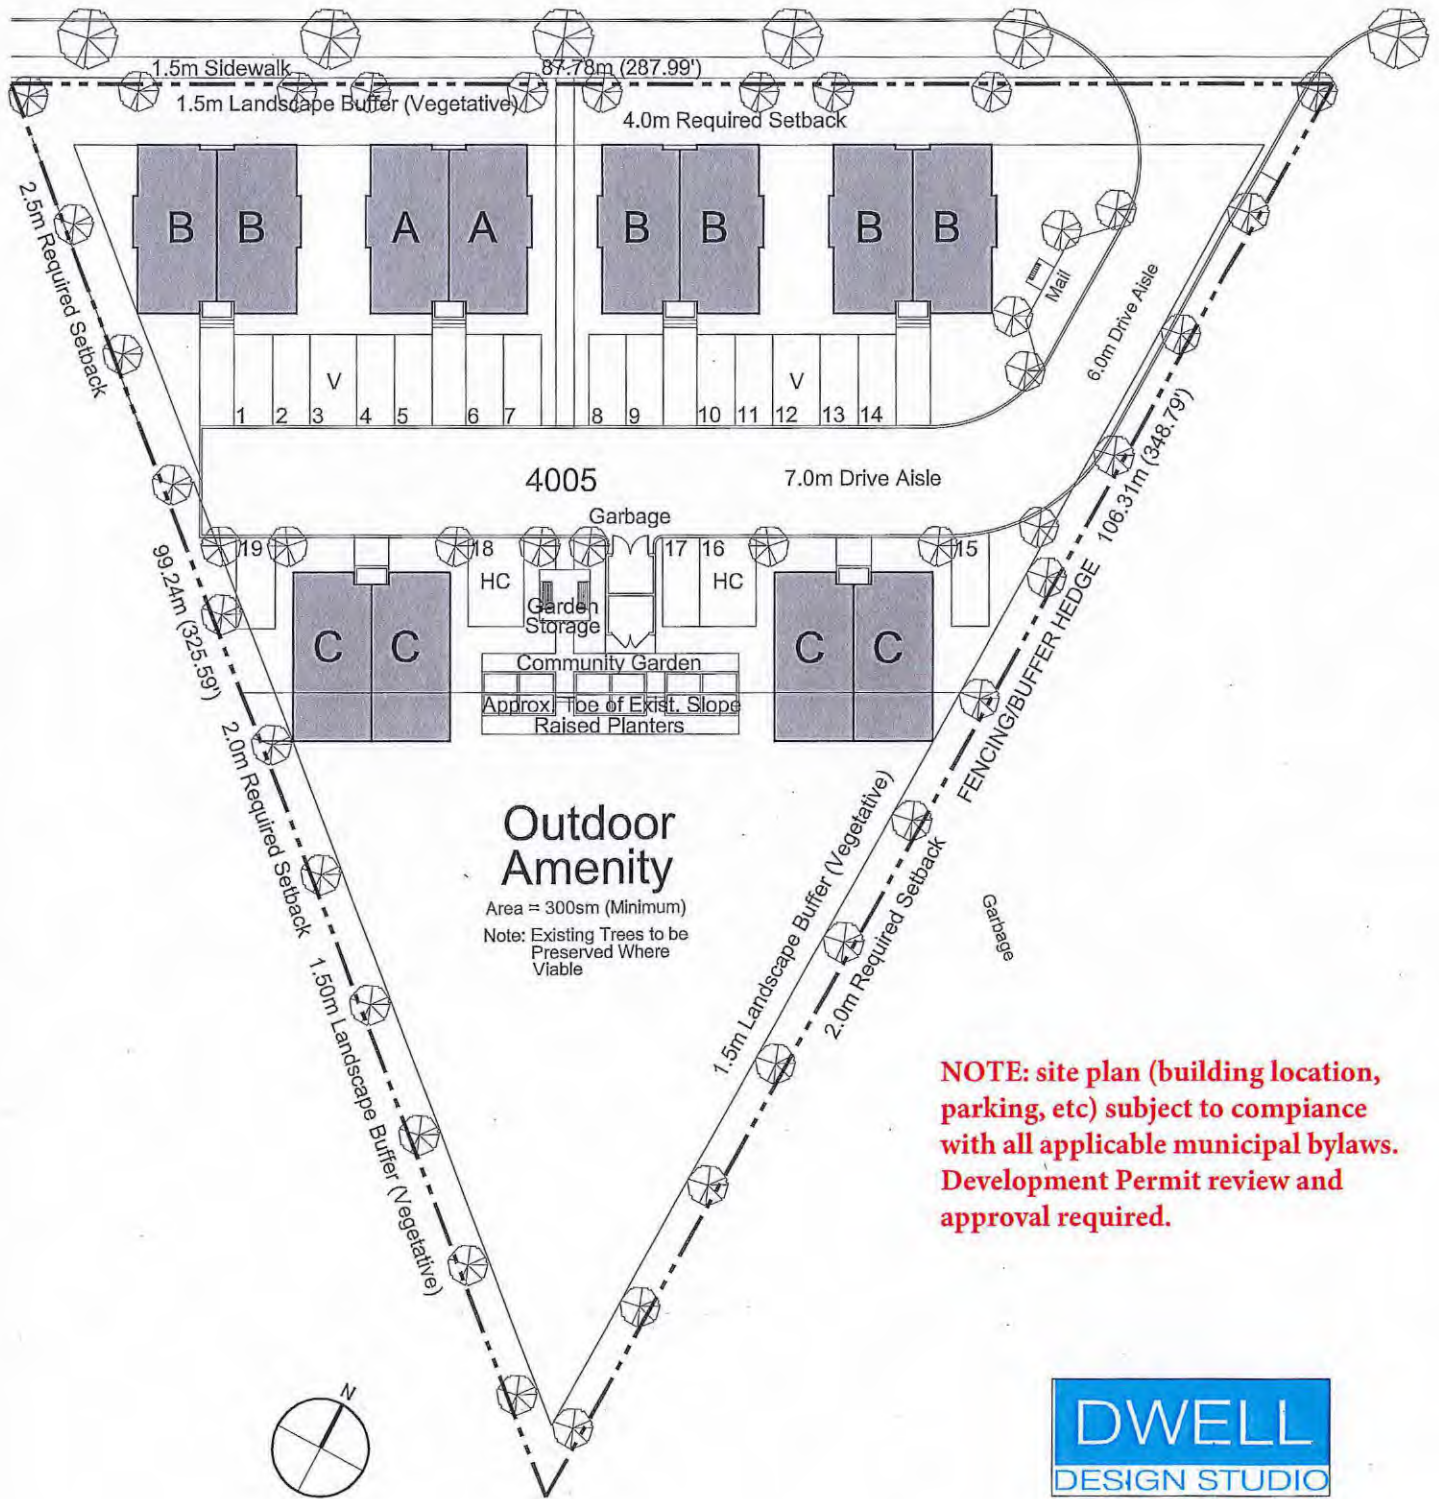 1.5m Sidewalk
87.78m (287.99')
1.5m Landscape Buffer (Vegetative)
4.0m Required Setback
2.5m Required Setback
B B
A A
B B
B B
Mail
6.0m Drive Aisle
V
V
1 2 3 4 5 6 7
8 9 10 11 12 13 14
4005
7.0m Drive Aisle
106.31m (348.79')
Garbage
19
18
17 16
15
HC
HC
Garden
Storage
C C
C C
Community Garden
Approx. Toe of Exist. Slope
Raised Planters
99.24m (325.59')
FENCING/BUFFER HEDGE
2.0m Required Setback
Outdoor
Amenity
Area = 300sm (Minimum)
Note: Existing Trees to be
Preserved Where
Viable
1.5m Landscape Buffer (Vegetative)
2.0m Required Setback
Garbage
1.50m Landscape Buffer (Vegetative)
NOTE: site plan (building location,
parking, etc) subject to compiance
with all applicable municipal bylaws.
Development Permit review and
approval required.
N
DWELL
DESIGN STUDIO